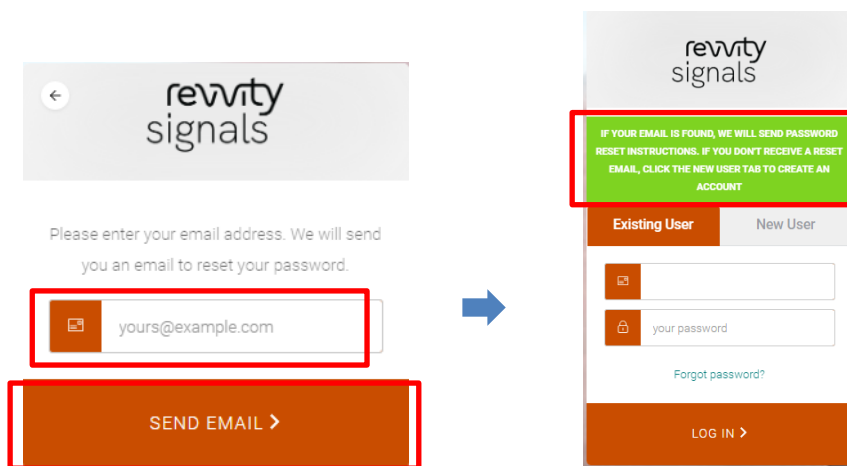 revvity
signals
Please enter your email address. We will send
you an email to reset your password.
yours@example.com
SEND EMAIL
revvity
signals
IF YOUR EMAIL IS FOUND, WE WILL SEND PASSWORD
RESET INSTRUCTIONS. IF YOU DON'T RECEIVE A RESET
EMAIL, CLICK THE NEW USER TAB TO CREATE AN
ACCOUNT
Existing User New User
your password
Forgot password?
LOG IN